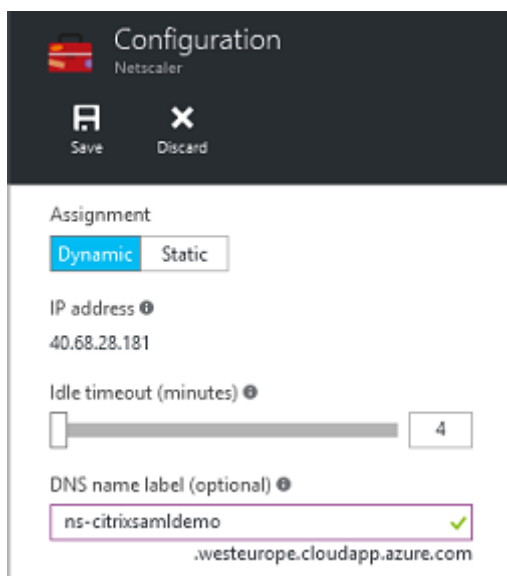 Configuration
Netscaler
Save Discard
Assignment
Dynamic Static
IP address
40.68.28.181
Idle timeout (minutes)
4
DNS name label (optional)
ns-citrixsamldemo
.westeurope.cloudapp.azure.com